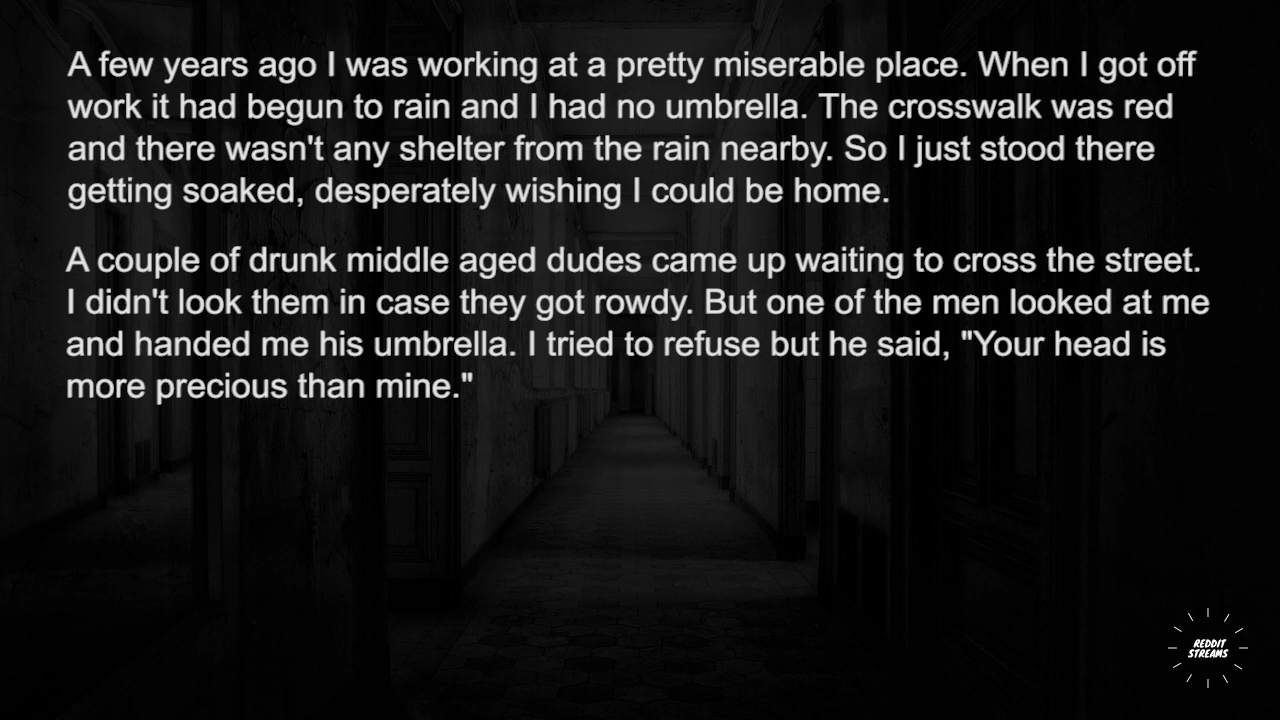 A few years ago I was working at a pretty miserable place. When I got off
work it had begun to rain and I had no umbrella. The crosswalk was red
and there wasn't any shelter from the rain nearby. So I just stood there
getting soaked, desperately wishing I could be home.
A couple of drunk middle aged dudes came up waiting to cross the street.
I didn't look them in case they got rowdy. But one of the men looked at me
and handed me his umbrella. I tried to refuse but he said, "Your head is
more precious than mine."
REDDIT
STREAMS